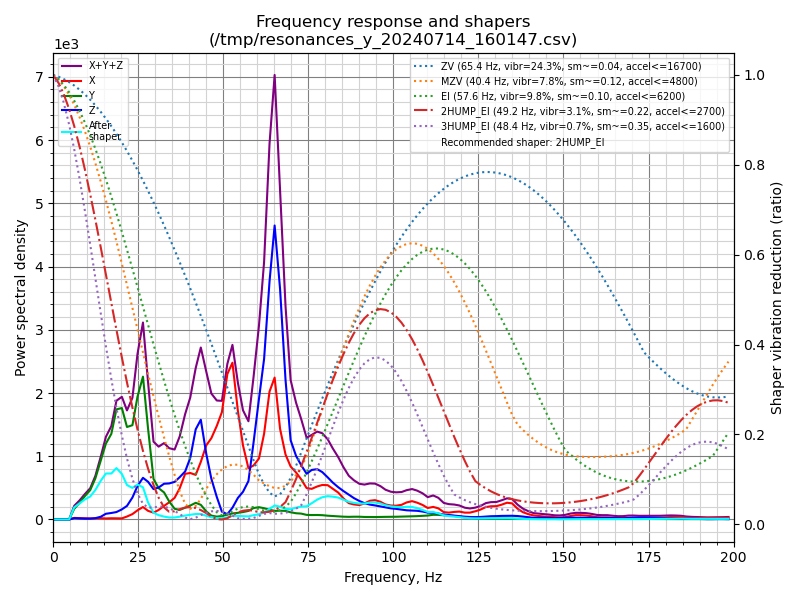 Frequency response and shapers
(/tmp/resonances_y_20240714_160147.csv)
1e3
X+Y+Z
X
Y
Z
After
shaper
ZV (65.4 Hz, vibr=24.3%, sm~=0.04, accel<=16700)
MZV (40.4 Hz, vibr=7.8%, sm~=0.12, accel<=4800)
EI (57.6 Hz, vibr=9.8%, sm~=0.10, accel<=6200)
2HUMP_EI (49.2 Hz, vibr=3.1%, sm~=0.22, accel<=2700)
3HUMP_EI (48.4 Hz, vibr=0.7%, sm~=0.35, accel<=1600)
Recommended shaper: 2HUMP_EI
7
6
5
4
3
2
1
0
Power spectral density
1.0
0.8
0.6
0.4
0.2
0.0
Shaper vibration reduction (ratio)
0 25 50 75 100 125 150 175 200
Frequency, Hz